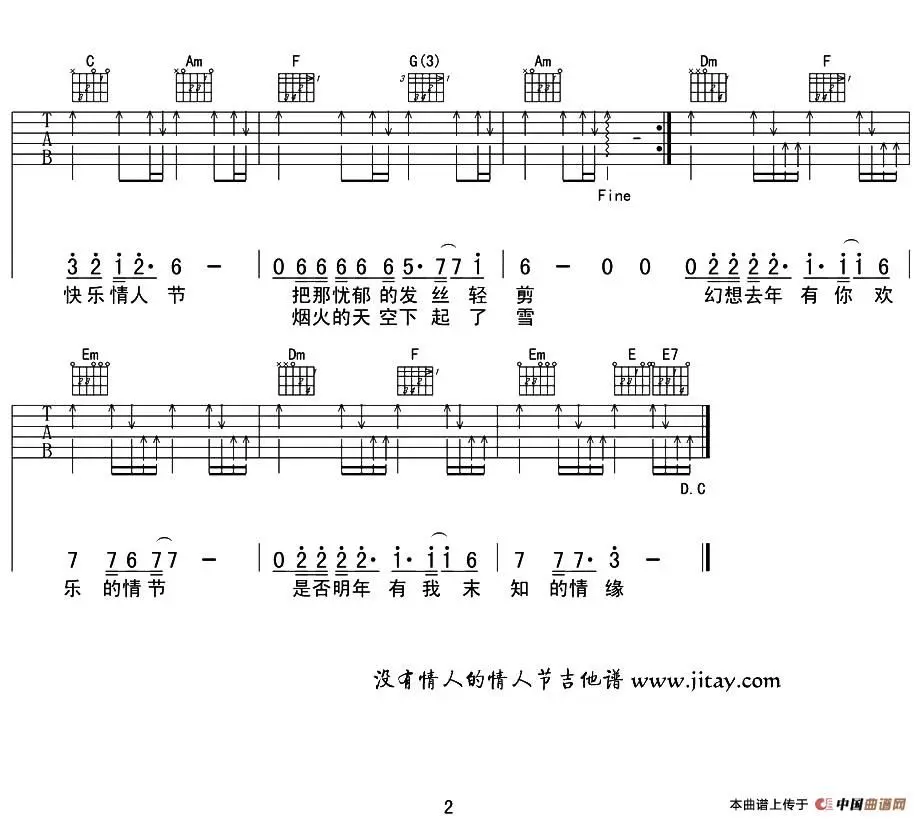 C Am F G(3) Am Dm F
T A B
Fine
3 2 1 2· 6 — 0 6 6 6 6 6 5· 7 7 1 6 — 0 0 0 2 2 2 2· 1· 1 1 6
快乐情人 节 把那忧郁的发丝轻剪 幻想去年有你欢
烟火的天空下起了雪
Em Dm F Em E E7
T A B
D.C
7 7 6 7 7 — 0 2 2 2 2· 1· 1 1 6 7 7 7· 3 —
乐 的情节 是否明年有我末 知 的情缘
没有情人的情人节吉他谱 www.jitay.com
2
本曲谱上传于 中国曲谱网